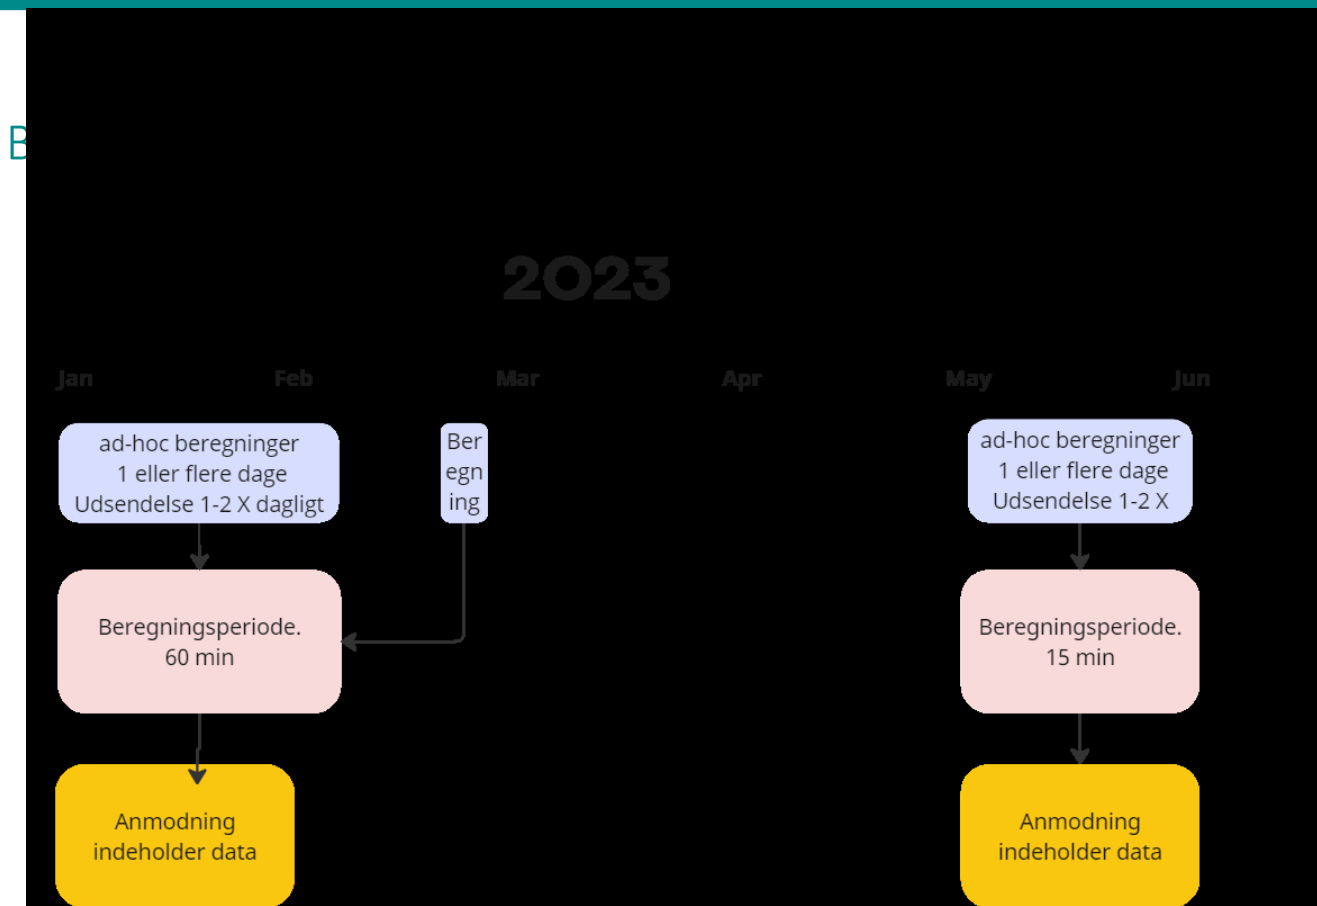 B
2023
Jan Feb Mar Apr May Jun
ad-hoc beregninger
1 eller flere dage
Udsendelse 1-2 X dagligt
Ber
egn
ing
ad-hoc beregninger
1 eller flere dage
Udsendelse 1-2 X
Beregningsperiode.
60 min
Beregningsperiode.
15 min
Anmodning
indeholder data
Anmodning
indeholder data